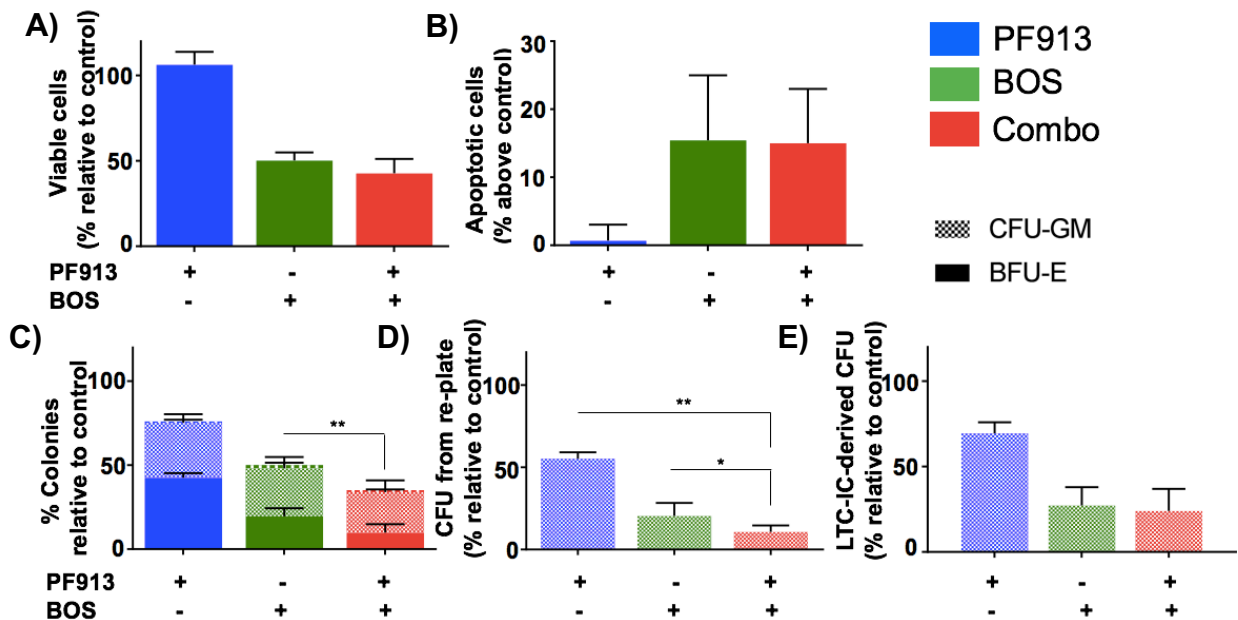 A)
Viable cells
(% relative to control)
100
50
0
PF913 + - +
BOS - + +
B)
Apoptotic cells
(% above control)
30
20
10
0
+ - +
- + +
PF913
BOS
Combo
CFU-GM
BFU-E
C)
% Colonies
relative to control
100
50
0
**
PF913 + - +
BOS - + +
D)
CFU from re-plate
(% relative to control)
100
50
0
**
*
+ - +
- + +
E)
LTC-IC-derived CFU
(% relative to control)
100
50
0
+ - +
- + +